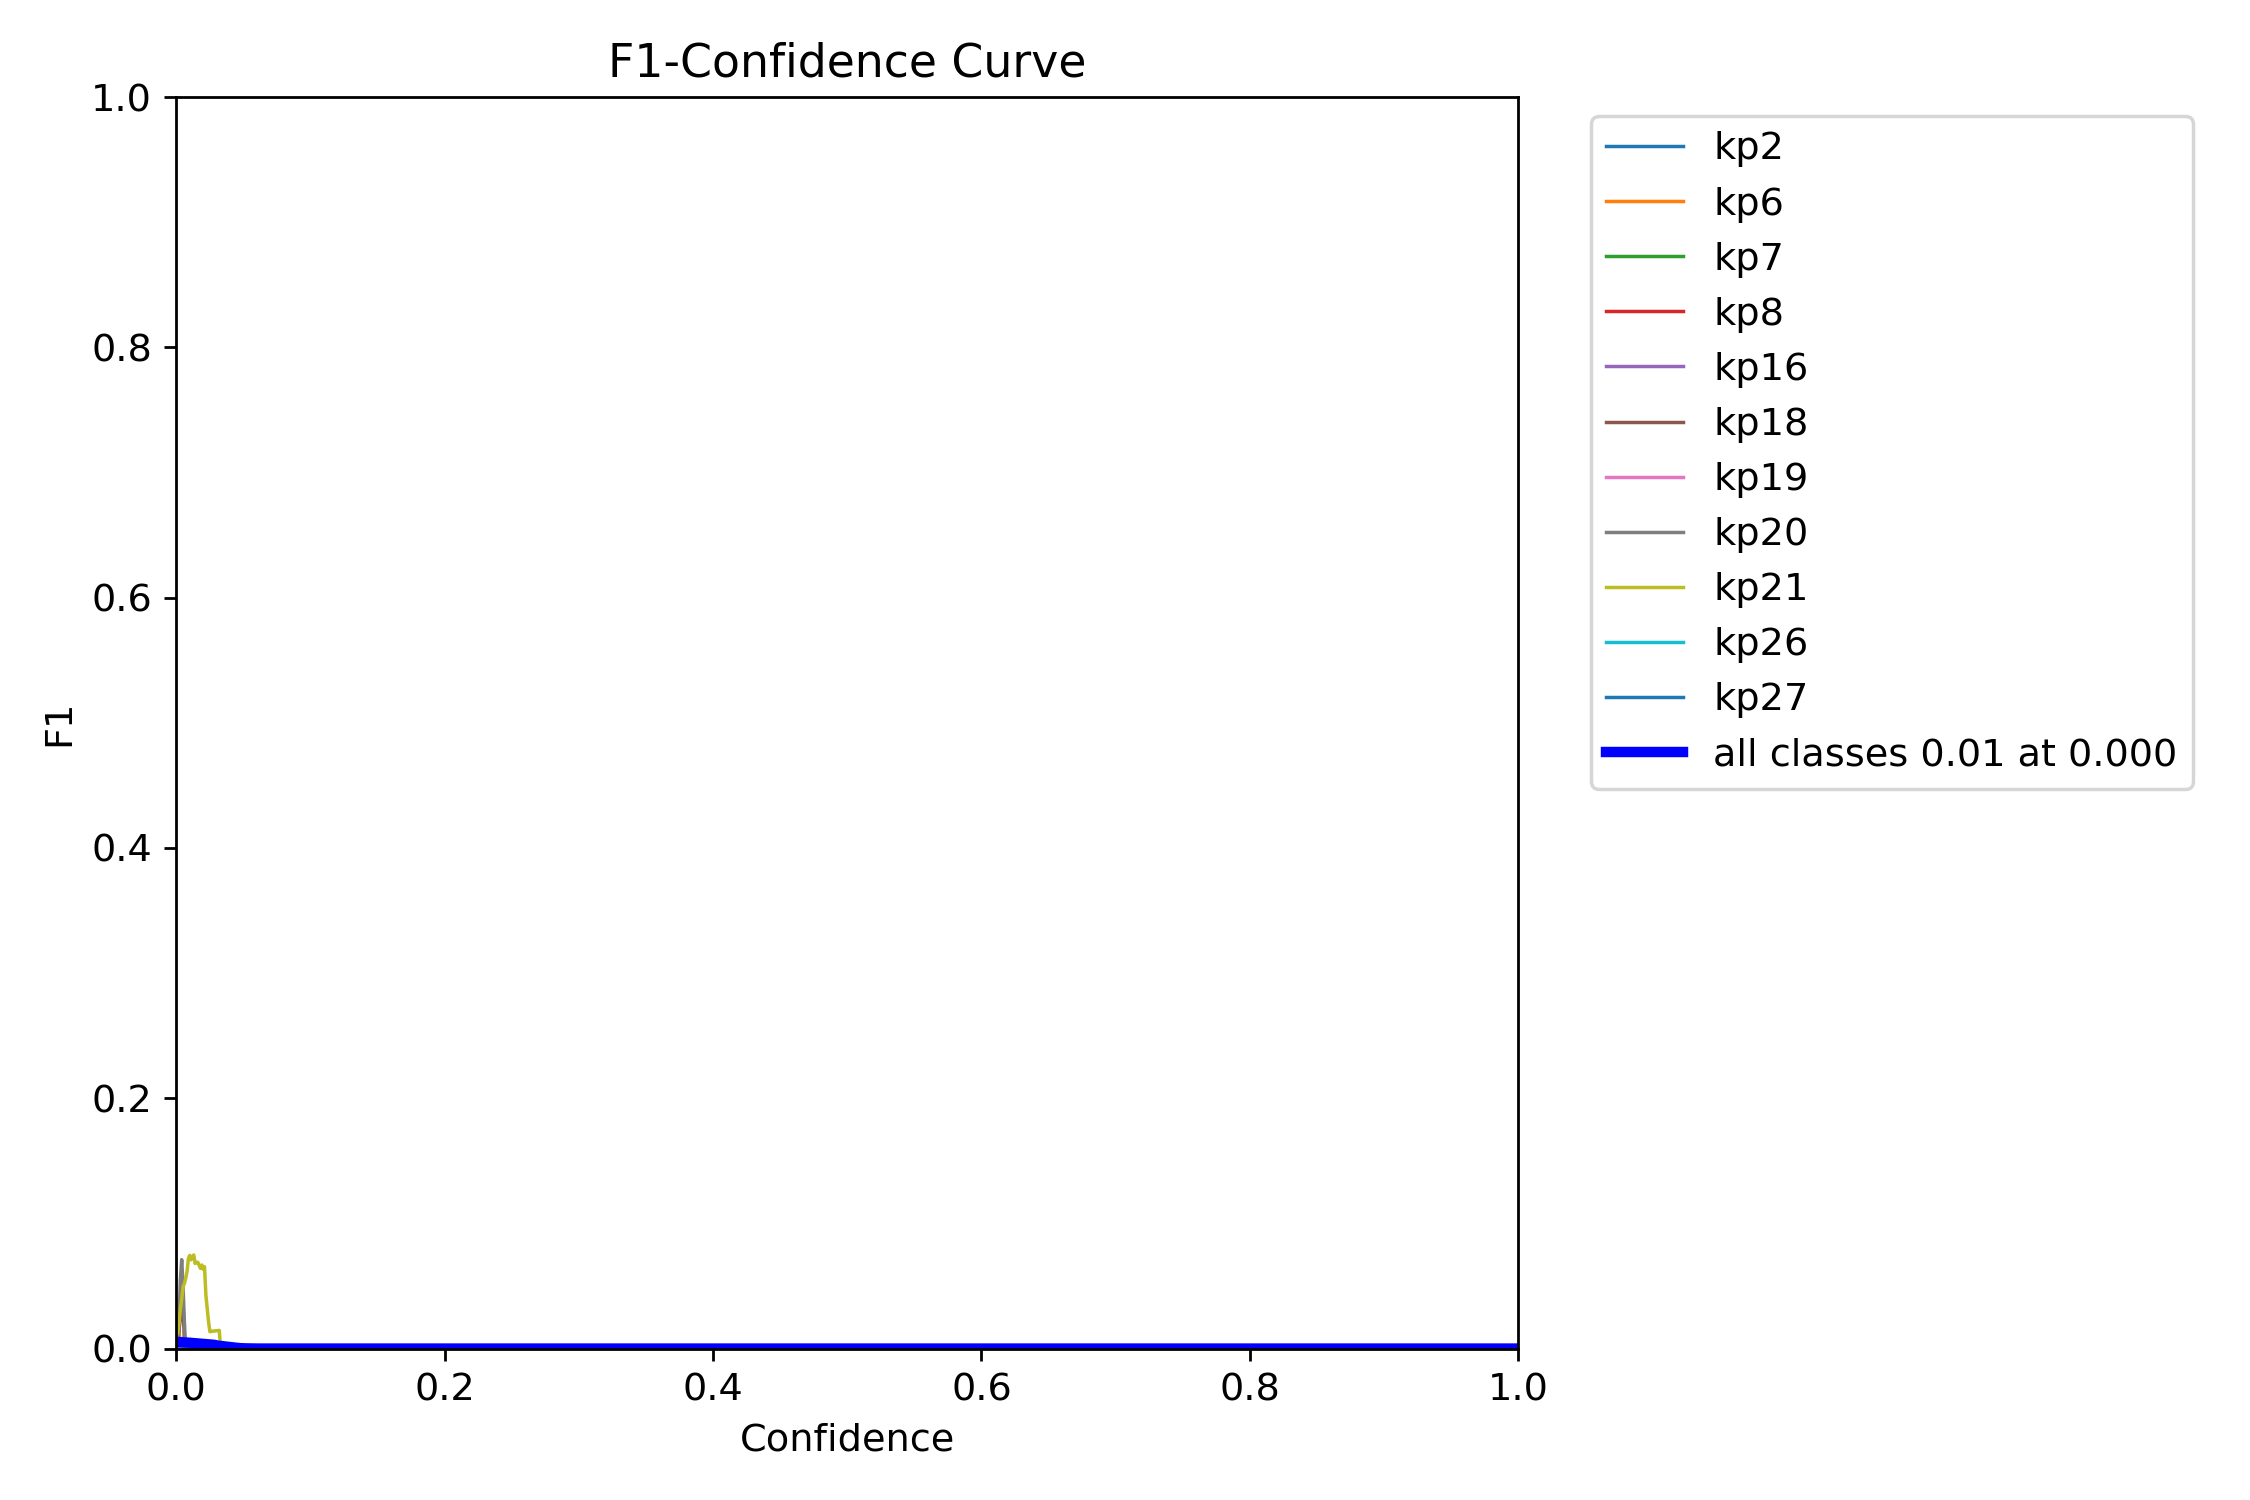 F1-Confidence Curve
1.0
0.8
0.6
0.4
0.2
0.0
F1
0.0 0.2 0.4 0.6 0.8 1.0
Confidence
kp2
kp6
kp7
kp8
kp16
kp18
kp19
kp20
kp21
kp26
kp27
all classes 0.01 at 0.000